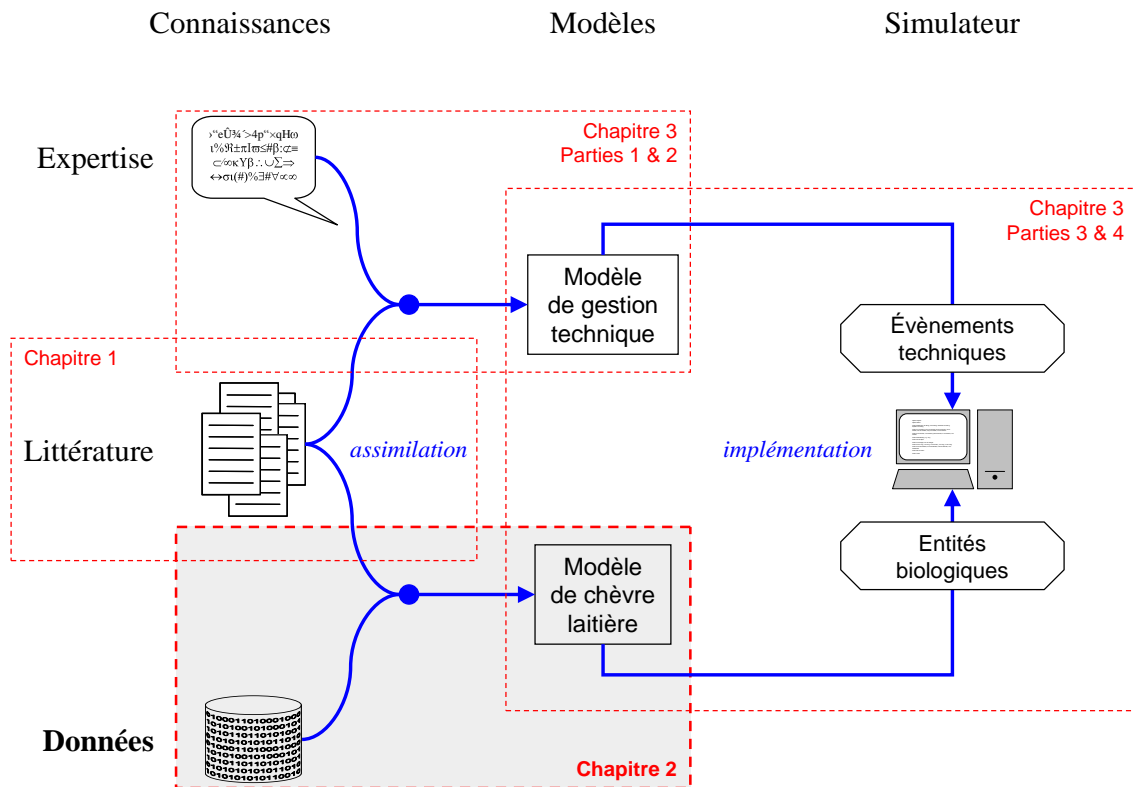 Connaissances
Modèles
Simulateur
Expertise
Chapitre 3
Parties 1 & 2
Chapitre 3
Parties 3 & 4
Modèle
de gestion
technique
Évènements
techniques
Chapitre 1
Littérature
assimilation
implémentation
Entités
biologiques
Modèle
de chèvre
laitière
Données
Chapitre 2